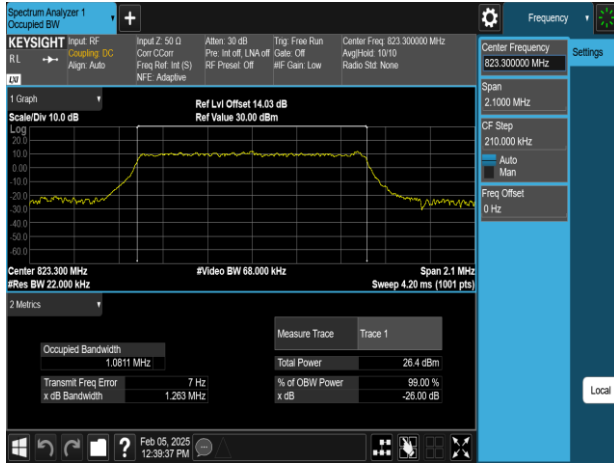 Spectrum Analyzer 1
Occupied BW
+
Frequency
KEYSIGHT
RL
LXI
Input: RF
Coupling: DC
Align: Auto
Input Z: 50 Ω
Corr CCorr
Freq Ref: Int (S)
NFE: Adaptive
Atten: 30 dB
Pre: Int off, LNA off
RF Preset: Off
Trig: Free Run
Gate: Off
#IF Gain: Low
Center Freq: 823.300000 MHz
Avg|Hold: 10/10
Radio Std: None
Center Frequency
823.300000 MHz
Settings
Span
2.1000 MHz
CF Step
210.000 kHz
Auto
Man
Freq Offset
0 Hz
Local
1 Graph
Scale/Div 10.0 dB
Ref Lvl Offset 14.03 dB
Ref Value 30.00 dBm
Log
20.0
10.0
0.00
-10.0
-20.0
-30.0
-40.0
-50.0
-60.0
Center 823.300 MHz
#Res BW 22.000 kHz
#Video BW 68.000 kHz
Span 2.1 MHz
Sweep 4.20 ms (1001 pts)
2 Metrics
Measure Trace Trace 1
Occupied Bandwidth
1.0811 MHz
Total Power 26.4 dBm
Transmit Freq Error 7 Hz
% of OBW Power 99.00 %
x dB Bandwidth 1.263 MHz
x dB -26.00 dB
?
Feb 05, 2025
12:39:37 PM